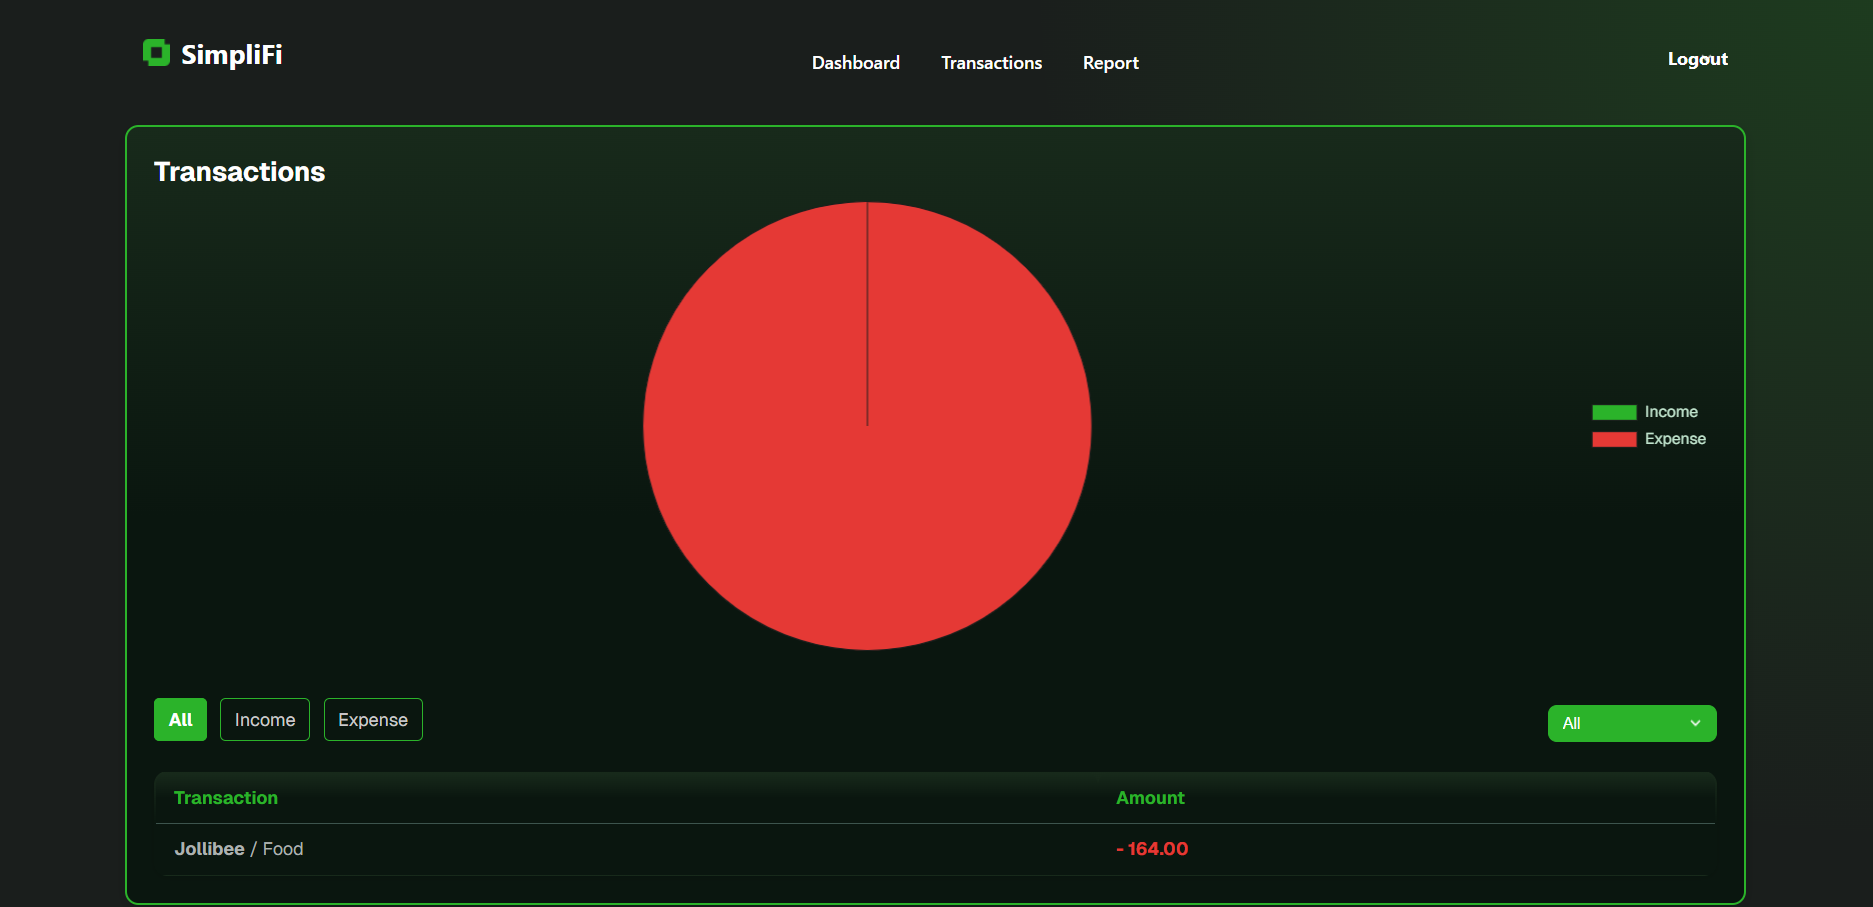 SimpliFi
Dashboard Transactions Report
Logout
Transactions
Income
Expense
All Income Expense
All
Transaction Amount
Jollibee / Food - 164.00